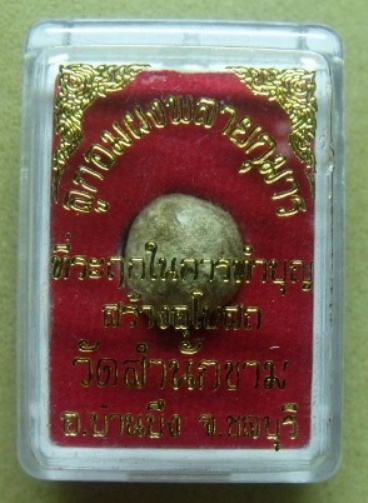 ลูกอมผงพลายกุมาร
ที่ระฤกในการทำบุญ
สร้างอุโบสถ
วัดสำนักขาม
อ.บ้านบึง จ.ชลบุรี